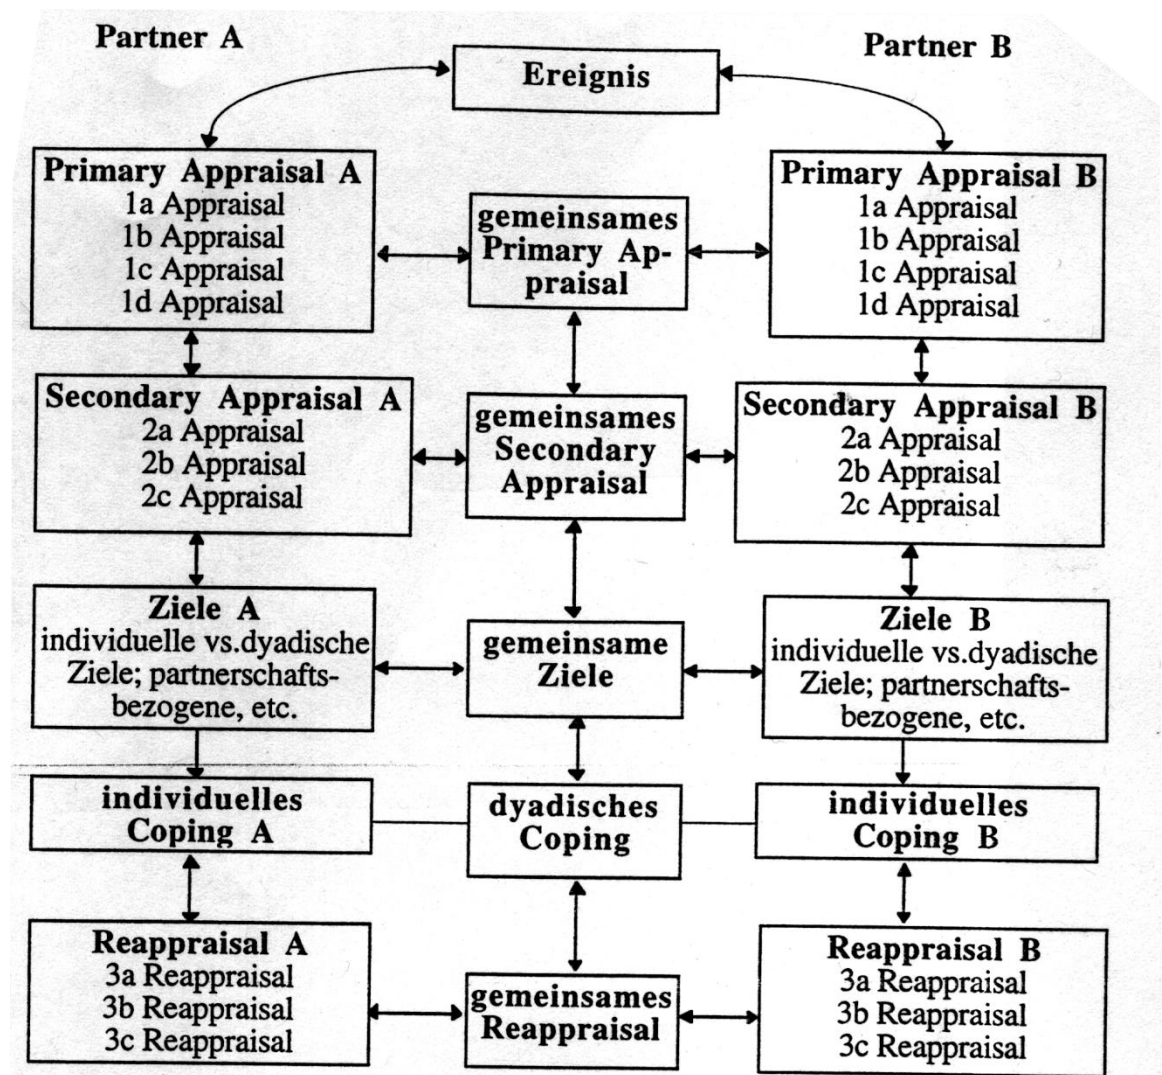 Partner A
Partner B
Ereignis
Primary Appraisal A
1a Appraisal
1b Appraisal
1c Appraisal
1d Appraisal
gemeinsames
Primary Ap-
praisal
Primary Appraisal B
1a Appraisal
1b Appraisal
1c Appraisal
1d Appraisal
Secondary Appraisal A
2a Appraisal
2b Appraisal
2c Appraisal
gemeinsames
Secondary
Appraisal
Secondary Appraisal B
2a Appraisal
2b Appraisal
2c Appraisal
Ziele A
individuelle vs.dyadische
Ziele; partnerschafts-
bezogene, etc.
gemeinsame
Ziele
Ziele B
individuelle vs.dyadische
Ziele; partnerschafts-
bezogene, etc.
individuelles
Coping A
dyadisches
Coping
individuelles
Coping B
Reappraisal A
3a Reappraisal
3b Reappraisal
3c Reappraisal
gemeinsames
Reappraisal
Reappraisal B
3a Reappraisal
3b Reappraisal
3c Reappraisal